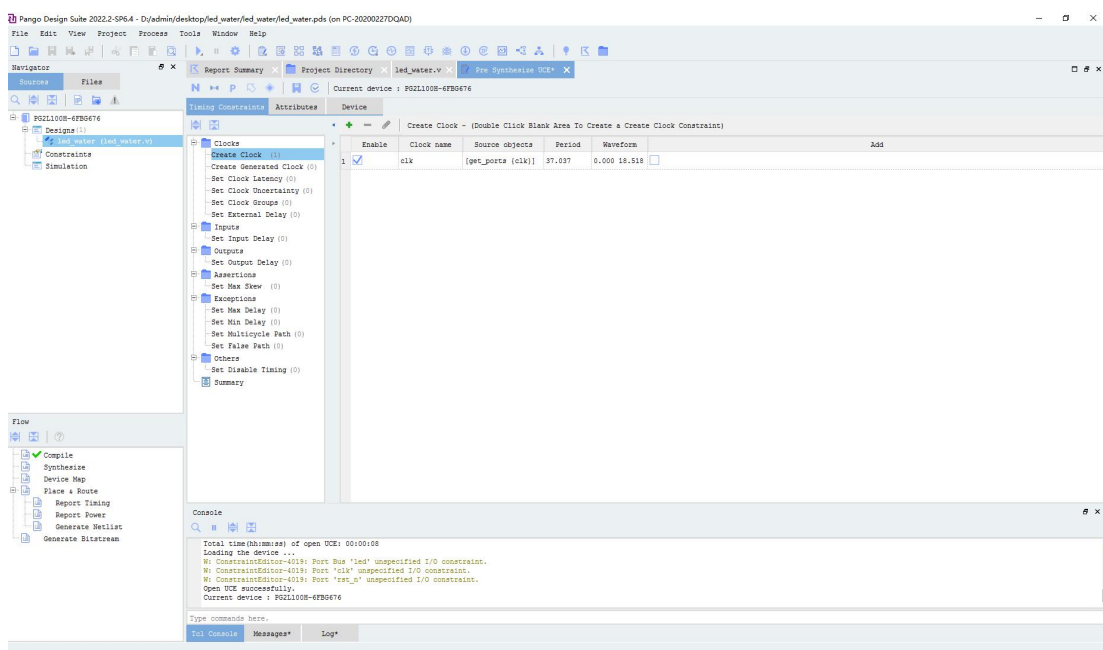 Pango Design Suite 2022.2-SP6.4 - D:/admin/desktop/led_water/led_water/led_water.pds (on PC-20200227DQAD)
File Edit View Project Process Tools Window Help
Navigator
Sources Files
PG2L100H-6FBG676
Designs(1)
led_water (led_water.v)
Constraints
Simulation
Report Summary Project Directory led_water.v Pre Synthesize UCE*
N P Current device : PG2L100H-6FBG676
Timing Constraints Attributes Device
Create Clock - (Double Click Blank Area To Create a Create Clock Constraint)
Clocks
Create Clock (1)
Create Generated Clock (0)
Set Clock Latency (0)
Set Clock Uncertainty (0)
Set Clock Groups (0)
Set External Delay (0)
Inputs
Set Input Delay (0)
Outputs
Set Output Delay (0)
Assertions
Set Max Skew (0)
Exceptions
Set Max Delay (0)
Set Min Delay (0)
Set Multicycle Path (0)
Set False Path (0)
Others
Set Disable Timing (0)
Summary
Enable Clock name Source objects Period Waveform Add
1 clk [get_ports {clk}] 37.037 0.000 18.518
Flow
Compile
Synthesize
Device Map
Place & Route
Report Timing
Report Power
Generate Netlist
Generate Bitstream
Console
Total time(hh:mm:ss) of open UCE: 00:00:08
Loading the device ...
W: ConstraintEditor-4019: Port Bus 'led' unspecified I/O constraint.
W: ConstraintEditor-4019: Port 'clk' unspecified I/O constraint.
W: ConstraintEditor-4019: Port 'rst_n' unspecified I/O constraint.
Open UCE successfully.
Current device : PG2L100H-6FBG676
Type commands here.
Tcl Console Messages* Log*